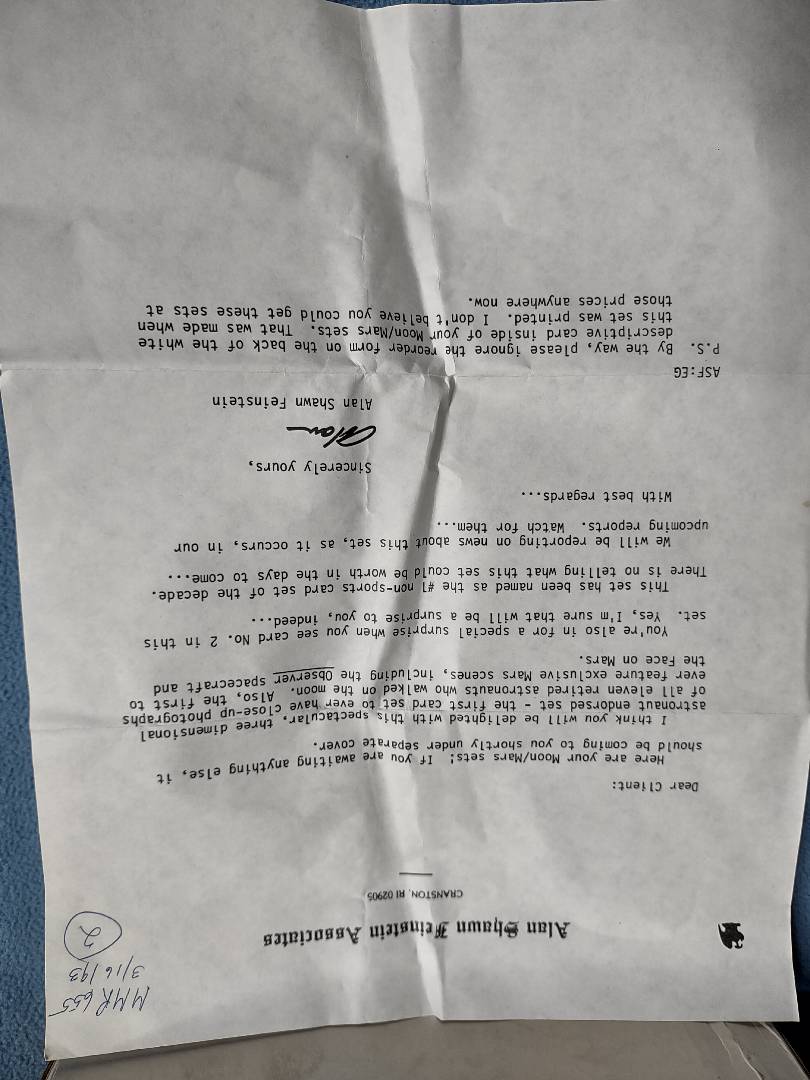 MMR 655
3/16/93
2
Alan Shawn Feinstein Associates
CRANSTON, RI 02905
Dear Client:
Here are your Moon/Mars sets! If you are awaiting anything else, it
should be coming to you shortly under separate cover.
I think you will be delighted with this spectacular, three dimensional
astronaut endorsed set - the first card set to ever have close-up photographs
of all eleven retired astronauts who walked on the moon. Also, the first to
ever feature exclusive Mars scenes, including the Observer spacecraft and
the Face on Mars.
You're also in for a special surprise when you see card No. 2 in this
set. Yes, I'm sure that will be a surprise to you, indeed...
This set has been named as the #1 non-sports card set of the decade.
There is no telling what this set could be worth in the days to come...
We will be reporting on news about this set, as it occurs, in our
upcoming reports. Watch for them...
With best regards...
Sincerely yours,
Alan
Alan Shawn Feinstein
ASF:EG
P.S. By the way, please ignore the reorder form on the back of the white
descriptive card inside of your Moon/Mars sets. That was made when
this set was printed. I don't believe you could get these sets at
those prices anywhere now.